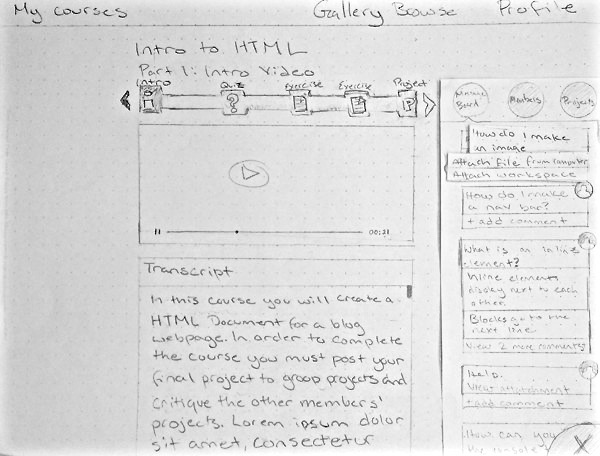 My courses
Gallery Browse
Profile
Intro to HTML
Part 1: Intro Video
Intro
Quiz
Exercise
Exercise
Project
P
00:21
Transcript
In this course you will create a
HTML Document for a blog
webpage. In order to complete
the course you must post your
final project to group projects and
critique the other members'
projects. Lorem ipsum dolor
sit amet, consectetur
Board
Members
Projects
How do I make
an image
Attach file from computer
Attach workspace
How do I make
a nav bar?
+ add comment
What is an inline
element?
Inline elements
display next to each
other.
Blocks go to the
next line
View 2 more comments
Help.
View attachment
+ add comment
How can you
X